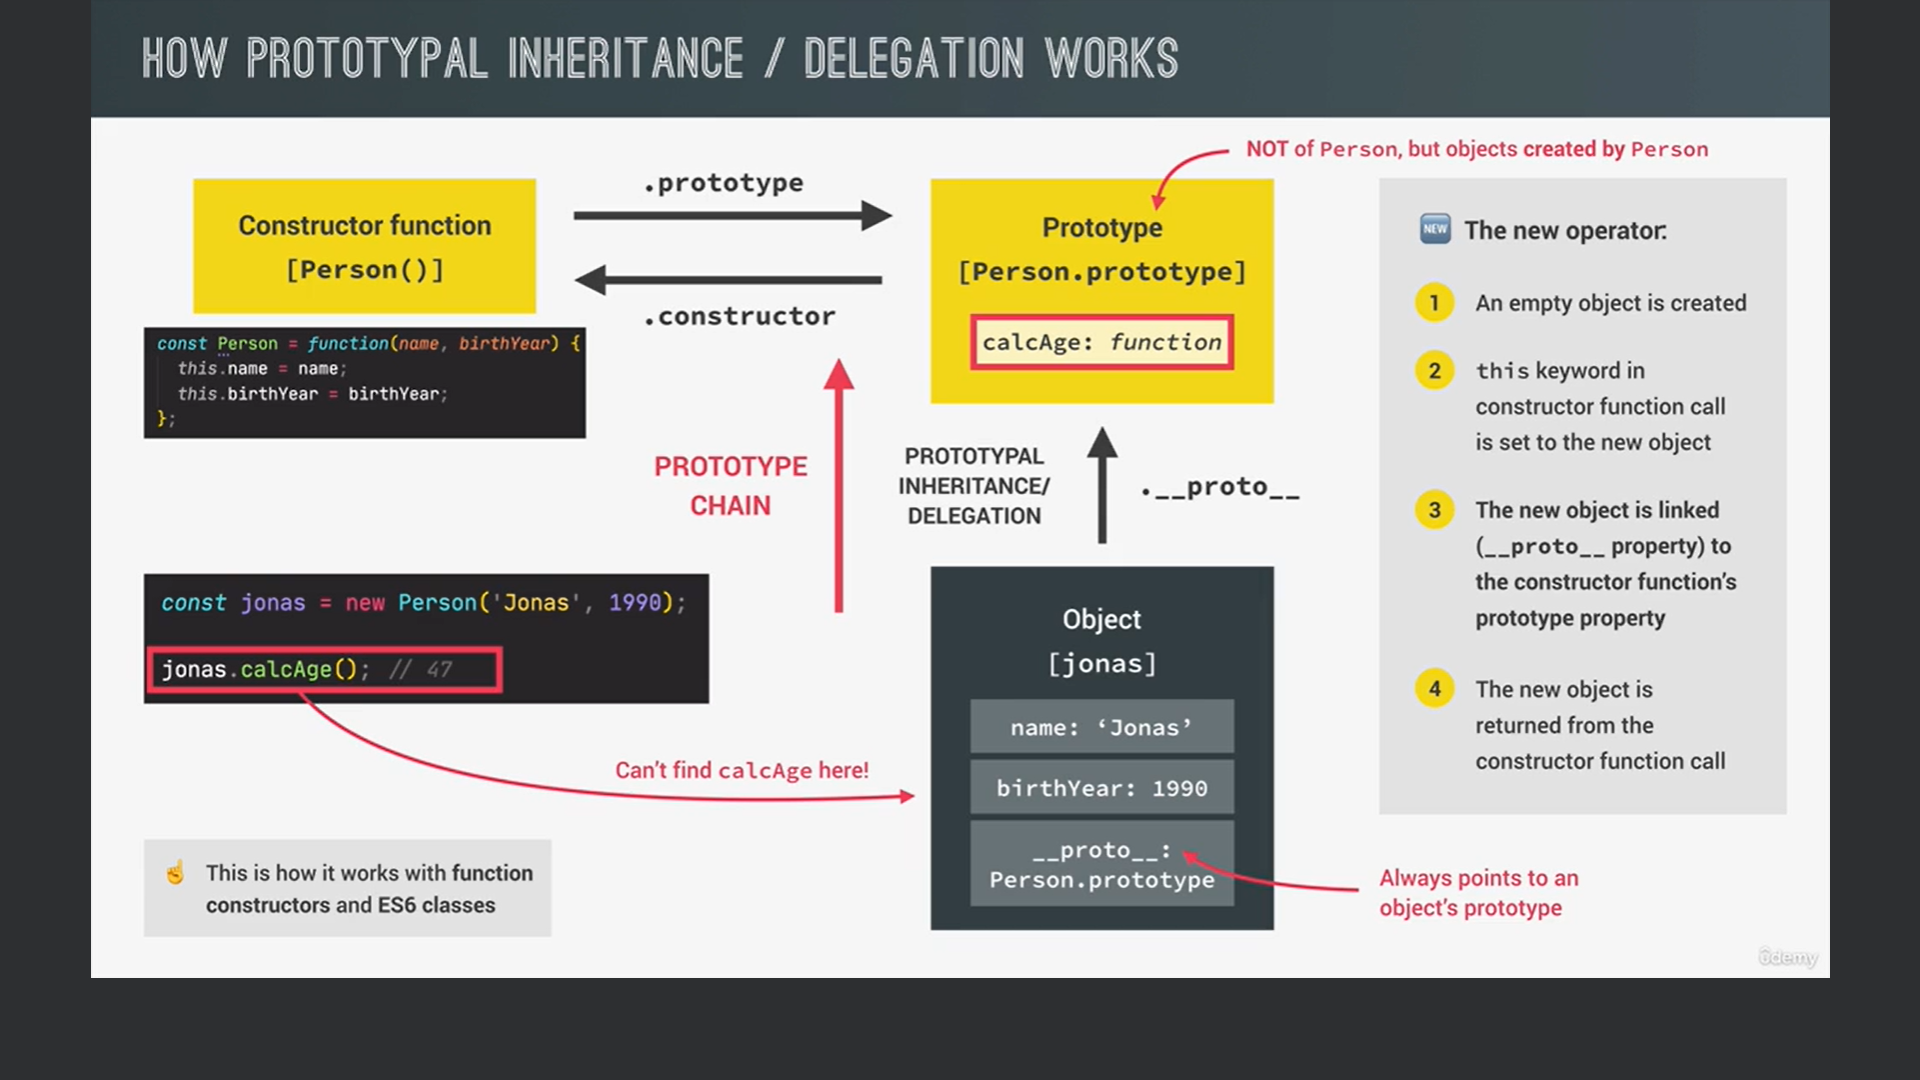 HOW PROTOTYPAL INHERITANCE / DELEGATION WORKS
NOT of Person, but objects created by Person
Constructor function
[Person()]
.prototype
.constructor
Prototype
[Person.prototype]
calcAge: function
const Person = function(name, birthYear) {
this.name = name;
this.birthYear = birthYear;
};
PROTOTYPE
CHAIN
PROTOTYPAL
INHERITANCE/
DELEGATION
.__proto__
const jonas = new Person('Jonas', 1990);
jonas.calcAge(); // 47
Can't find calcAge here!
Object
[jonas]
name: ‘Jonas’
birthYear: 1990
__proto__:
Person.prototype
Always points to an
object's prototype
☝ This is how it works with function
constructors and ES6 classes
NEW The new operator:
1 An empty object is created
2 this keyword in
constructor function call
is set to the new object
3 The new object is linked
(__proto__ property) to
the constructor function's
prototype property
4 The new object is
returned from the
constructor function call
ûdemy